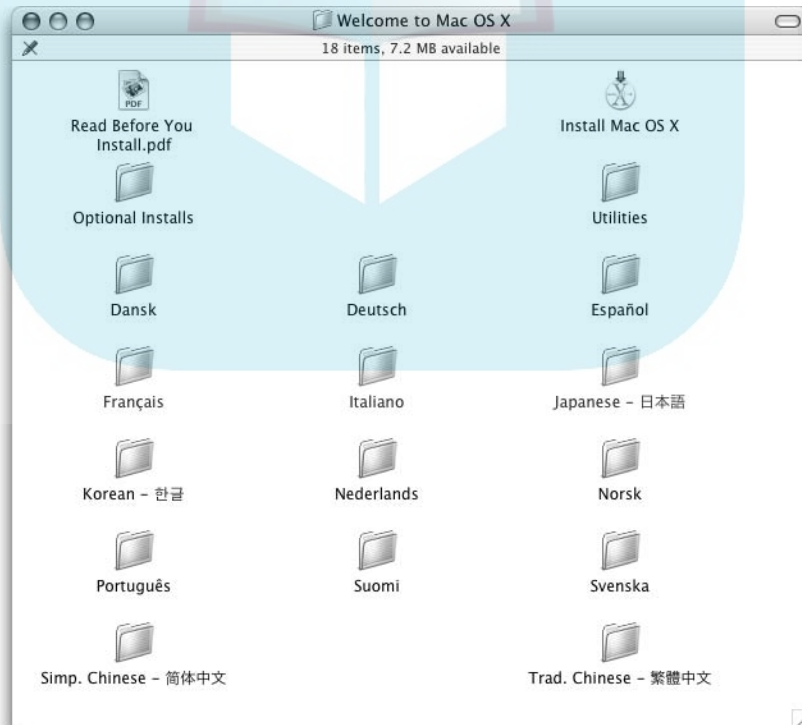 Welcome to Mac OS X
18 items, 7.2 MB available
PDF
Read Before You
Install.pdf
Install Mac OS X
Optional Installs
Utilities
Dansk
Deutsch
Español
Français
Italiano
Japanese – 日本語
Korean – 한글
Nederlands
Norsk
Português
Suomi
Svenska
Simp. Chinese – 简体中文
Trad. Chinese – 繁體中文